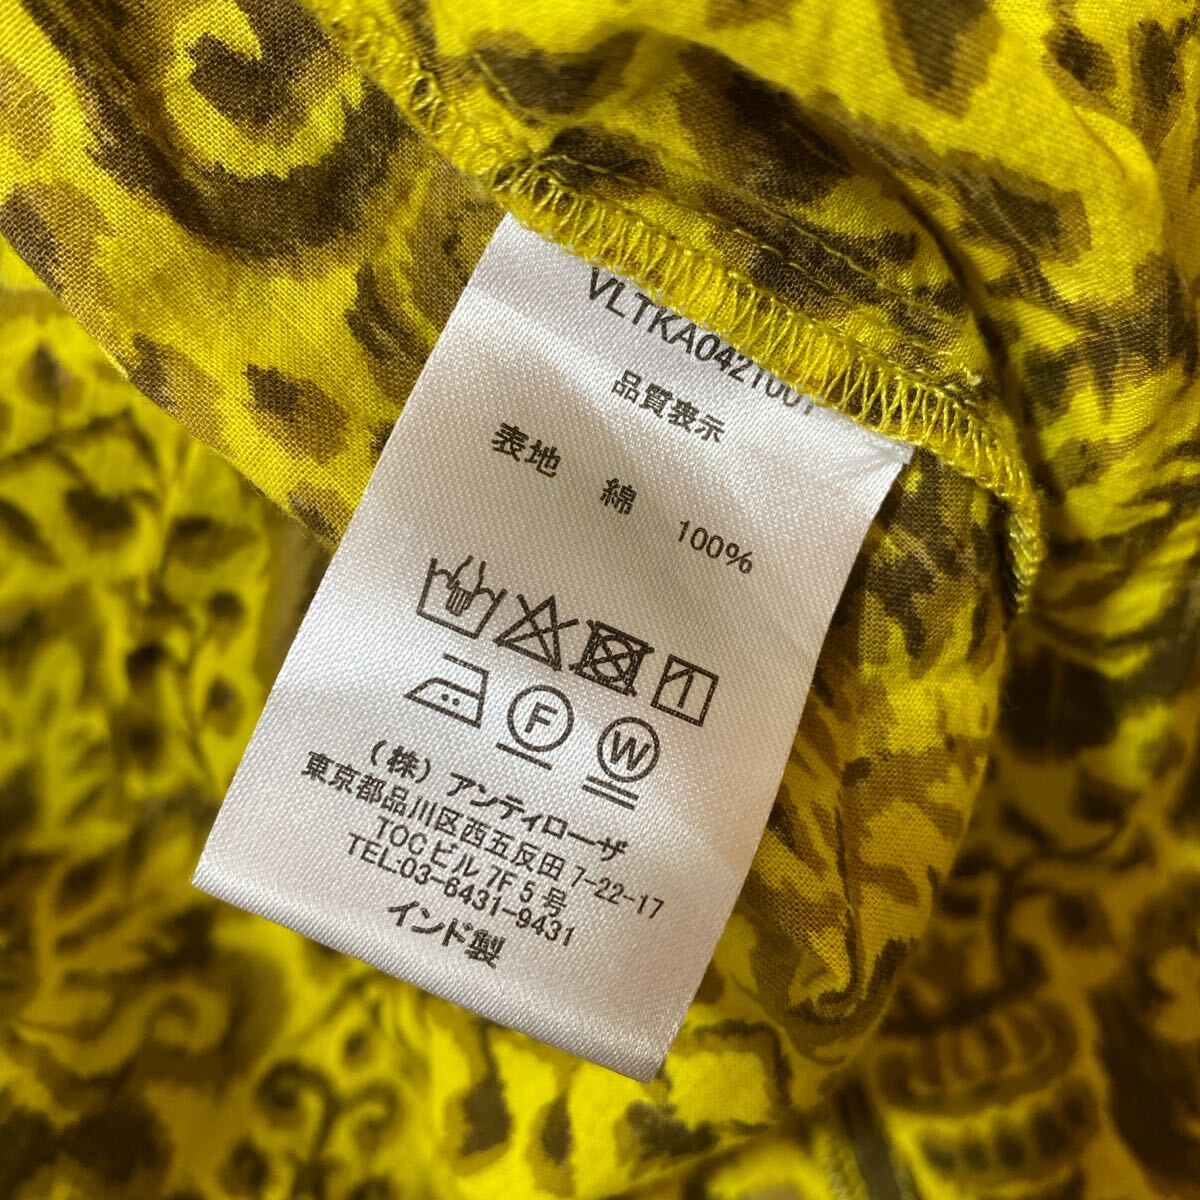 VLTKA0421001
品質表示
表地 綿 100%
F W
(株)アンティローザ
東京都品川区西五反田 7-22-17
TOCビル 7F 5号
TEL:03-6431-9431
インド製